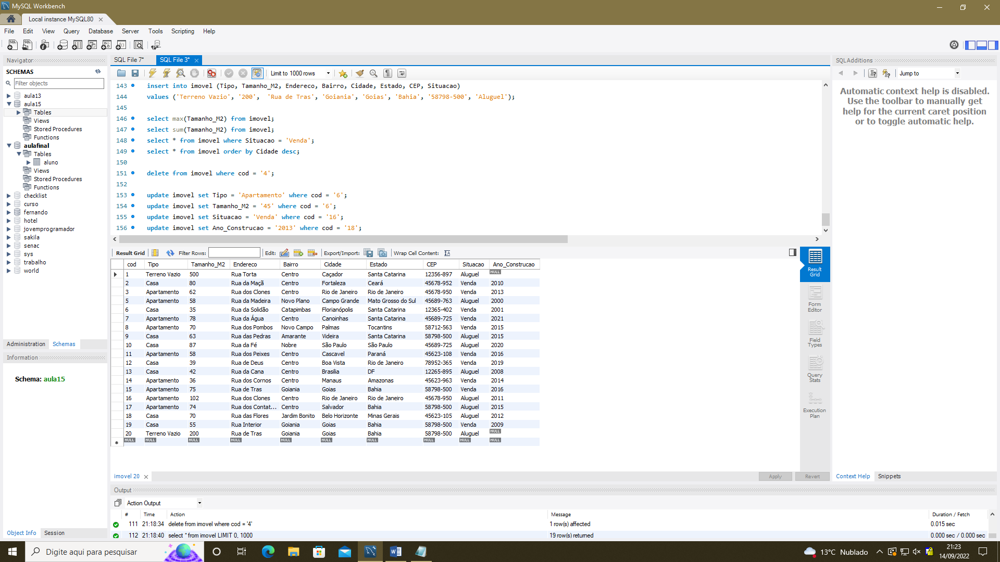 MySQL Workbench
Local instance MySQL80
File Edit View Query Database Server Tools Scripting Help
Navigator
SCHEMAS
Filter objects
aula13
aula15
Tables
Views
Stored Procedures
Functions
aulafinal
Tables
aluno
Views
Stored Procedures
Functions
checklist
curso
fernando
hotel
jovemprogramador
sakila
senac
sys
trabalho
world
Administration Schemas
Information
Schema: aula15
Object Info Session
SQL File 7* SQL File 3*
Limit to 1000 rows
143 insert into imovel (Tipo, Tamanho_M2, Endereco, Bairro, Cidade, Estado, CEP, Situacao)
144 values ('Terreno Vazio', '200', 'Rua de Tras', 'Goiania', 'Goias', 'Bahia', '58798-500', 'Aluguel');
145
146 select max(Tamanho_M2) from imovel;
147 select sum(Tamanho_M2) from imovel;
148 select * from imovel where Situacao = 'Venda';
149 select * from imovel order by Cidade desc;
150
151 delete from imovel where cod = '4';
152
153 update imovel set Tipo = 'Apartamento' where cod = '6';
154 update imovel set Tamanho_M2 = '45' where cod = '6';
155 update imovel set Situacao = 'Venda' where cod = '16';
156 update imovel set Ano_Construcao = '2013' where cod = '18';
Result Grid Filter Rows: Edit: Export/Import: Wrap Cell Content:
cod Tipo Tamanho_M2 Endereco Bairro Cidade Estado CEP Situacao Ano_Construcao
1 Terreno Vazio 500 Rua Torta Centro Caçador Santa Catarina 12356-897 Aluguel NULL
2 Casa 80 Rua da Maçã Centro Fortaleza Ceará 45678-952 Venda 2010
3 Apartamento 62 Rua dos Clones Centro Rio de Janeiro Rio de Janeiro 45678-950 Venda 2013
5 Apartamento 58 Rua da Madeira Novo Plano Campo Grande Mato Grosso do Sul 45689-763 Aluguel 2000
6 Casa 35 Rua da Solidão Catapimbas Florianópolis Santa Catarina 12365-402 Venda 2001
7 Apartamento 78 Rua da Água Centro Canoinhas Santa Catarina 45689-725 Venda 2021
8 Apartamento 70 Rua dos Pombos Novo Campo Palmas Tocantins 58712-563 Venda 2015
9 Casa 63 Rua das Pedras Amarante Videira Santa Catarina 58798-500 Aluguel 2015
10 Casa 87 Rua da Fé Nobre São Paulo São Paulo 45689-725 Aluguel 2020
11 Apartamento 58 Rua dos Peixes Centro Cascavel Paraná 45623-108 Venda 2016
12 Casa 39 Rua de Deus Centro Boa Vista Rio de Janeiro 78952-365 Venda 2019
13 Casa 42 Rua da Cana Centro Brasilia DF 12265-895 Aluguel 2008
14 Apartamento 36 Rua dos Cornos Centro Manaus Amazonas 45623-963 Venda 2014
15 Apartamento 75 Rua de Tras Goiania Goias Bahia 58798-500 Venda 2016
16 Apartamento 102 Rua dos Clones Centro Rio de Janeiro Rio de Janeiro 45678-950 Aluguel 2011
17 Apartamento 74 Rua dos Contat... Centro Salvador Bahia 58798-500 Aluguel 2015
18 Casa 70 Rua das Flores Jardim Bonito Belo Horizonte Minas Gerais 45623-105 Aluguel 2012
19 Casa 55 Rua Interior Goiania Goias Bahia 58798-500 Venda 2009
20 Terreno Vazio 200 Rua de Tras Goiania Goias Bahia 58798-500 Aluguel NULL
NULL NULL NULL NULL NULL NULL NULL NULL NULL NULL
imovel 20
Apply Revert
Result Grid
Form Editor
Field Types
Query Stats
Execution Plan
SQLAdditions
Jump to
Automatic context help is disabled.
Use the toolbar to manually get
help for the current caret position
or to toggle automatic help.
Context Help Snippets
Output
Action Output
# Time Action Message Duration / Fetch
111 21:18:34 delete from imovel where cod = '4' 1 row(s) affected 0.015 sec
112 21:18:40 select * from imovel LIMIT 0, 1000 19 row(s) returned 0.000 sec / 0.000 sec
Digite aqui para pesquisar
13°C Nublado
21:23
14/09/2022